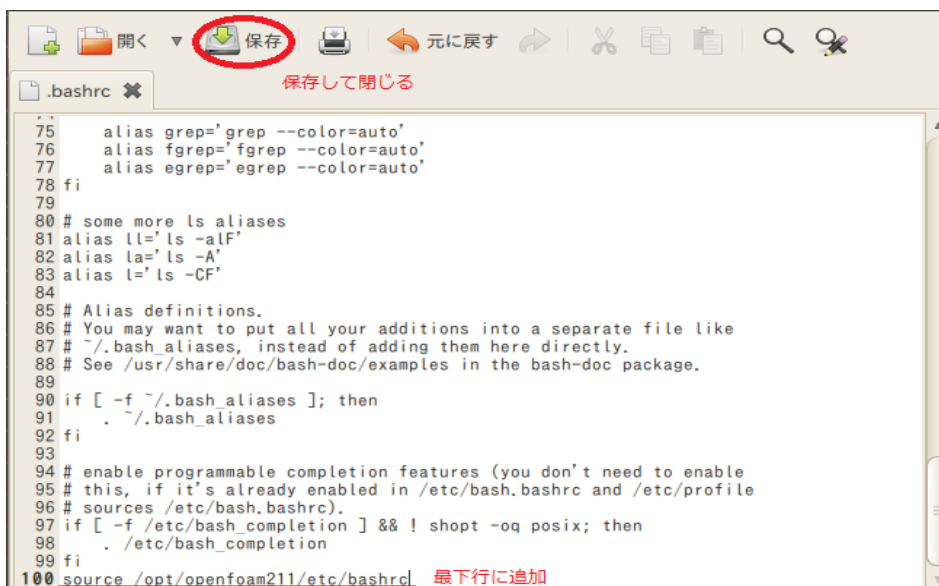 開く 保存 元に戻す
保存して閉じる
.bashrc
75     alias grep='grep --color=auto'
76     alias fgrep='fgrep --color=auto'
77     alias egrep='egrep --color=auto'
78 fi
79
80 # some more ls aliases
81 alias ll='ls -alF'
82 alias la='ls -A'
83 alias l='ls -CF'
84
85 # Alias definitions.
86 # You may want to put all your additions into a separate file like
87 # ~/.bash_aliases, instead of adding them here directly.
88 # See /usr/share/doc/bash-doc/examples in the bash-doc package.
89
90 if [ -f ~/.bash_aliases ]; then
91     . ~/.bash_aliases
92 fi
93
94 # enable programmable completion features (you don't need to enable
95 # this, if it's already enabled in /etc/bash.bashrc and /etc/profile
96 # sources /etc/bash.bashrc).
97 if [ -f /etc/bash_completion ] && ! shopt -oq posix; then
98     . /etc/bash_completion
99 fi
100 source /opt/openfoam211/etc/bashrc 最下行に追加